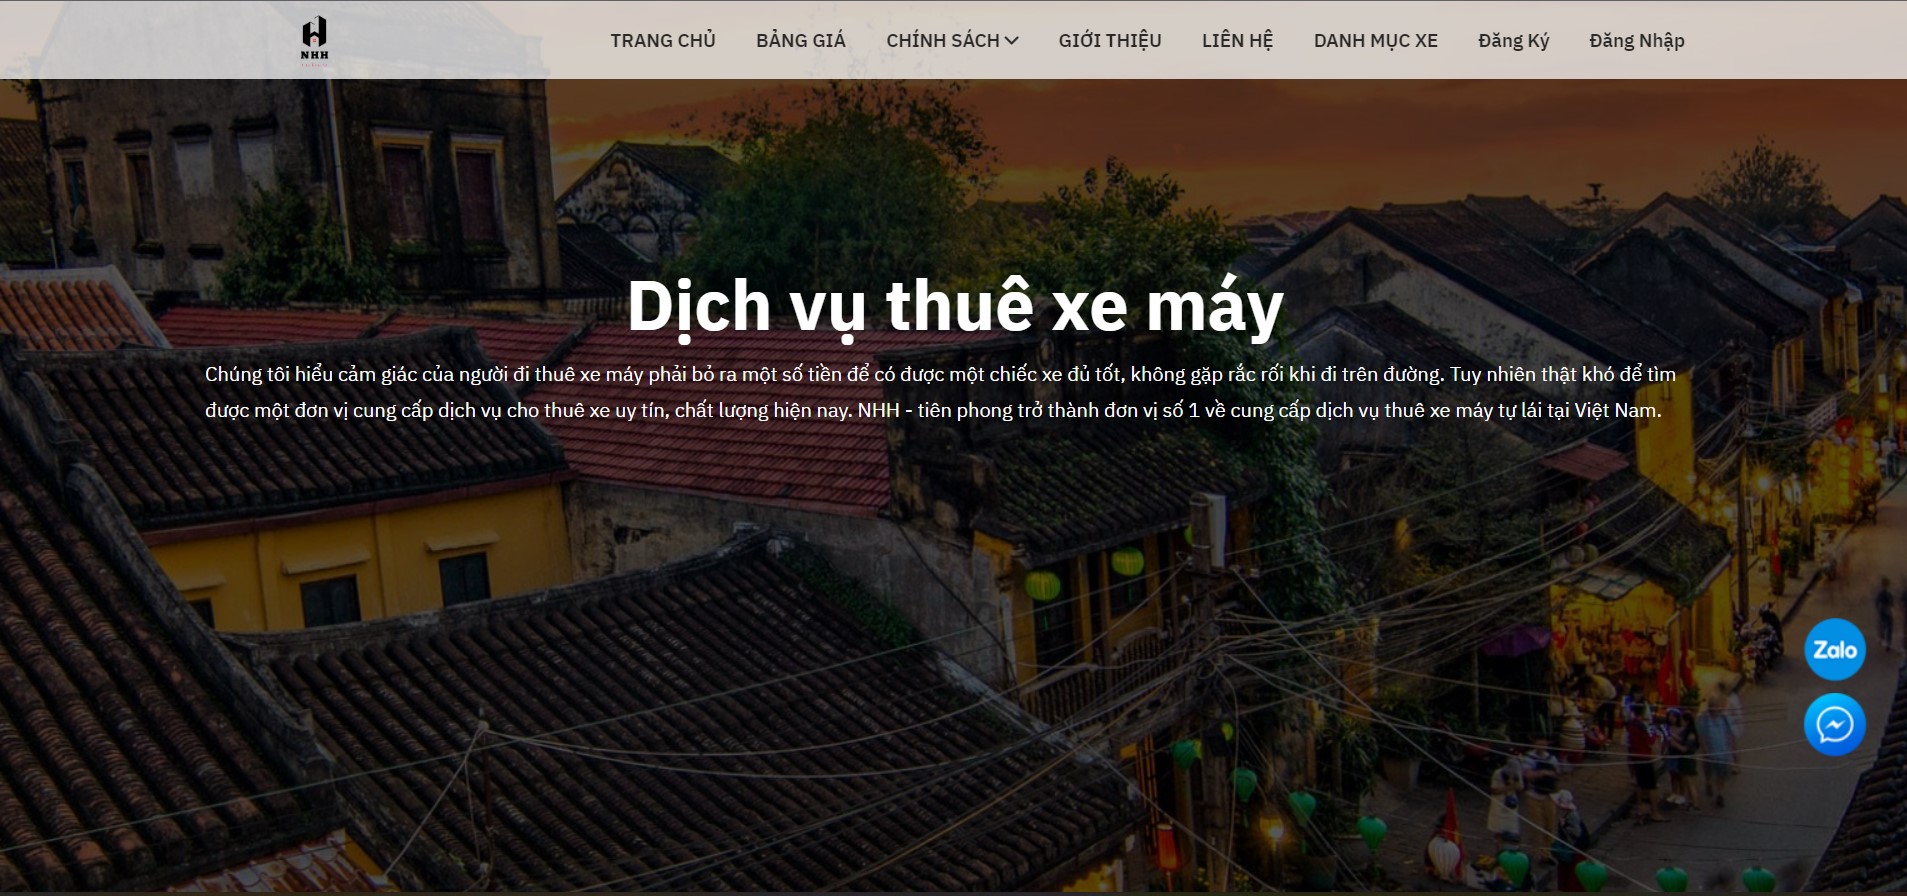 NHH
TRANG CHỦ BẢNG GIÁ CHÍNH SÁCH GIỚI THIỆU LIÊN HỆ DANH MỤC XE Đăng Ký Đăng Nhập
Dịch vụ thuê xe máy
Chúng tôi hiểu cảm giác của người đi thuê xe máy phải bỏ ra một số tiền để có được một chiếc xe đủ tốt, không gặp rắc rối khi đi trên đường. Tuy nhiên thật khó để tìm
được một đơn vị cung cấp dịch vụ cho thuê xe uy tín, chất lượng hiện nay. NHH - tiên phong trở thành đơn vị số 1 về cung cấp dịch vụ thuê xe máy tự lái tại Việt Nam.
Zalo